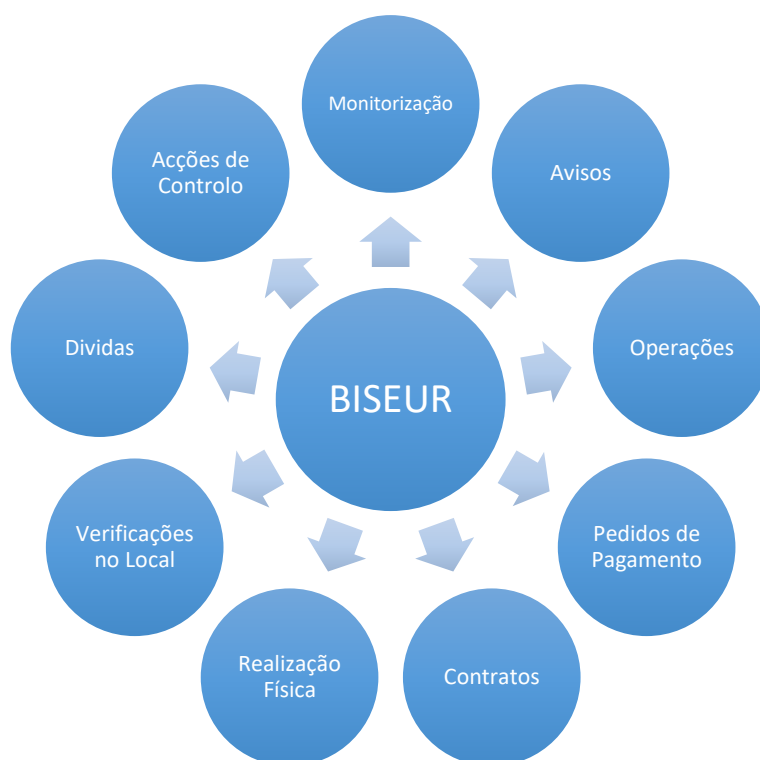 Monitorização
Avisos
Operações
Pedidos de
Pagamento
Contratos
Realização
Física
Verificações
no Local
Dividas
Acções de
Controlo
BISEUR